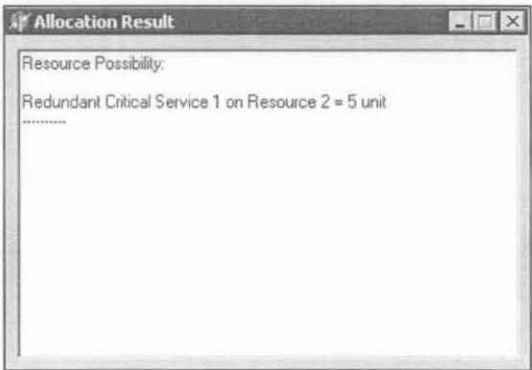 Allocation Result
Resource Possibility:
Redundant Critical Service 1 on Resource 2 = 5 unit
----------